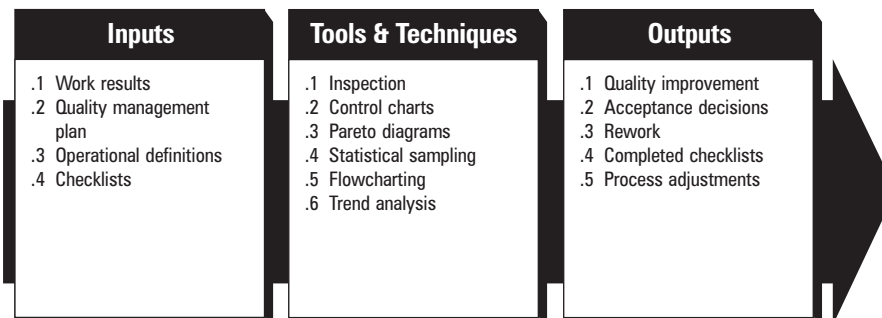 Inputs
.1 Work results
.2 Quality management
plan
.3 Operational definitions
.4 Checklists
Tools & Techniques
.1 Inspection
.2 Control charts
.3 Pareto diagrams
.4 Statistical sampling
.5 Flowcharting
.6 Trend analysis
Outputs
.1 Quality improvement
.2 Acceptance decisions
.3 Rework
.4 Completed checklists
.5 Process adjustments